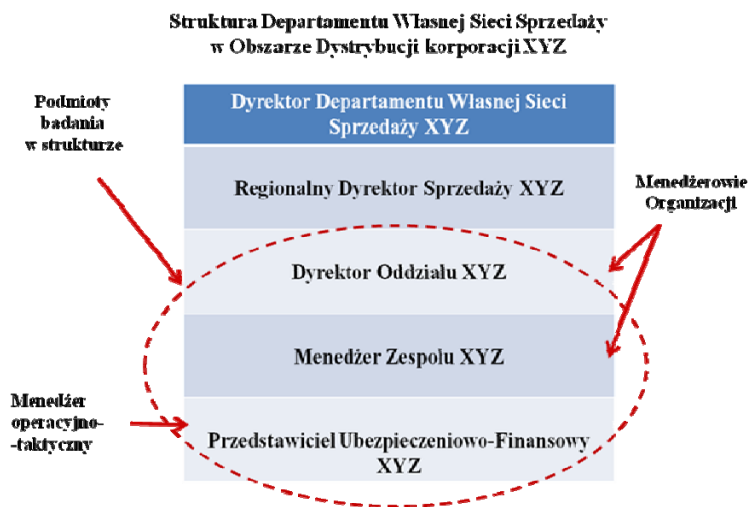 Struktura Departamentu Własnej Sieci Sprzedaży
w Obszarze Dystrybucji korporacji XYZ
Podmioty
badania
w strukturze
Dyrektor Departamentu Własnej Sieci
Sprzedaży XYZ
Regionalny Dyrektor Sprzedaży XYZ
Menedżerowie
Organizacji
Dyrektor Oddziału XYZ
Menedżer Zespołu XYZ
Menedżer
operacyjno-
-taktyczny
Przedstawiciel Ubezpieczeniowo-Finansowy
XYZ